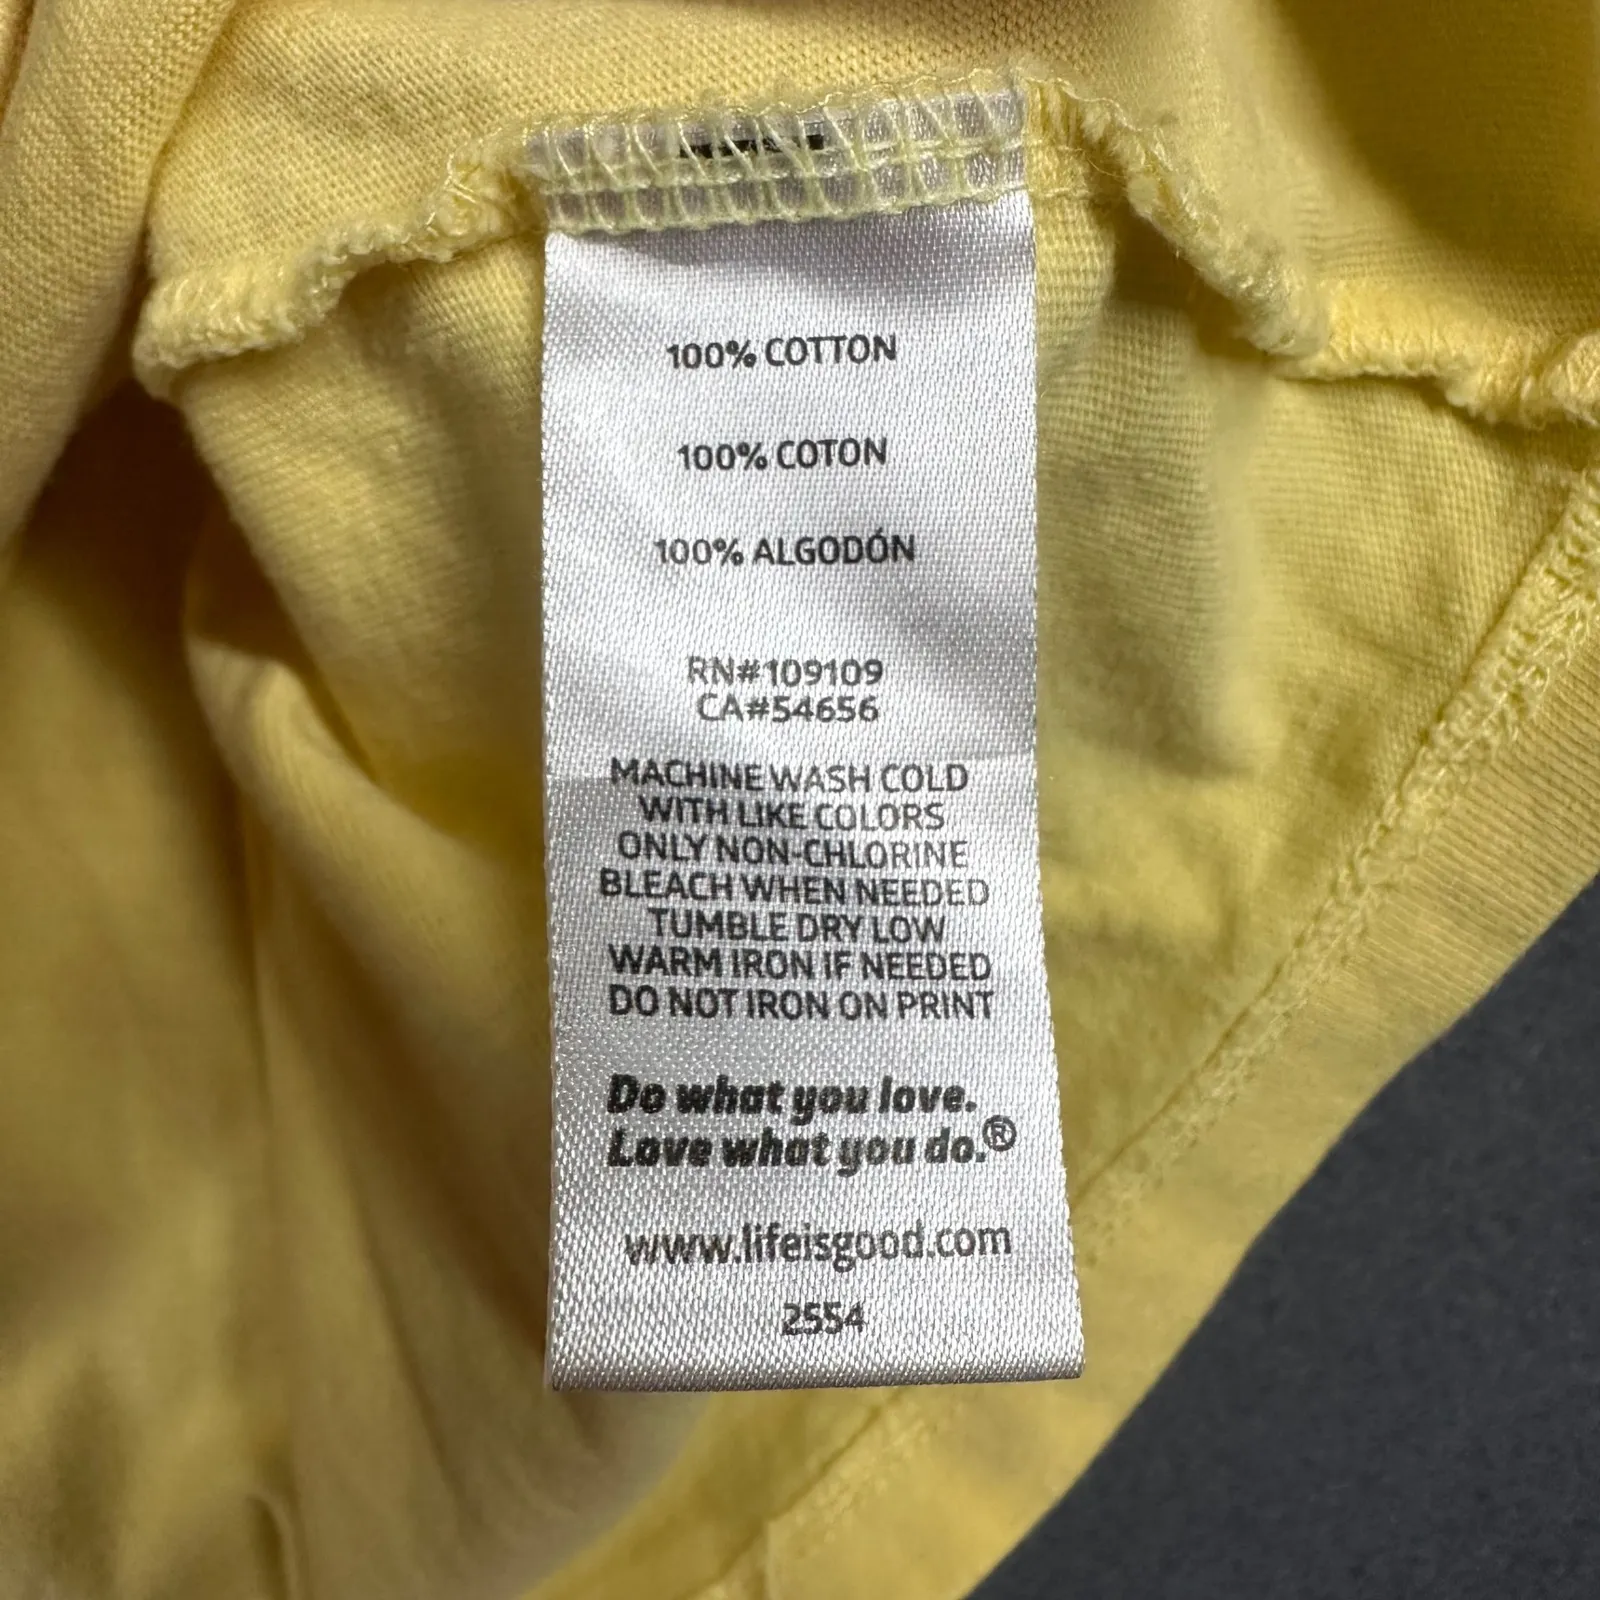 100% COTTON
100% COTON
100% ALGODÓN
RN#109109
CA#54656
MACHINE WASH COLD
WITH LIKE COLORS
ONLY NON-CHLORINE
BLEACH WHEN NEEDED
TUMBLE DRY LOW
WARM IRON IF NEEDED
DO NOT IRON ON PRINT
Do what you love.
Love what you do.®
www.lifeisgood.com
2554